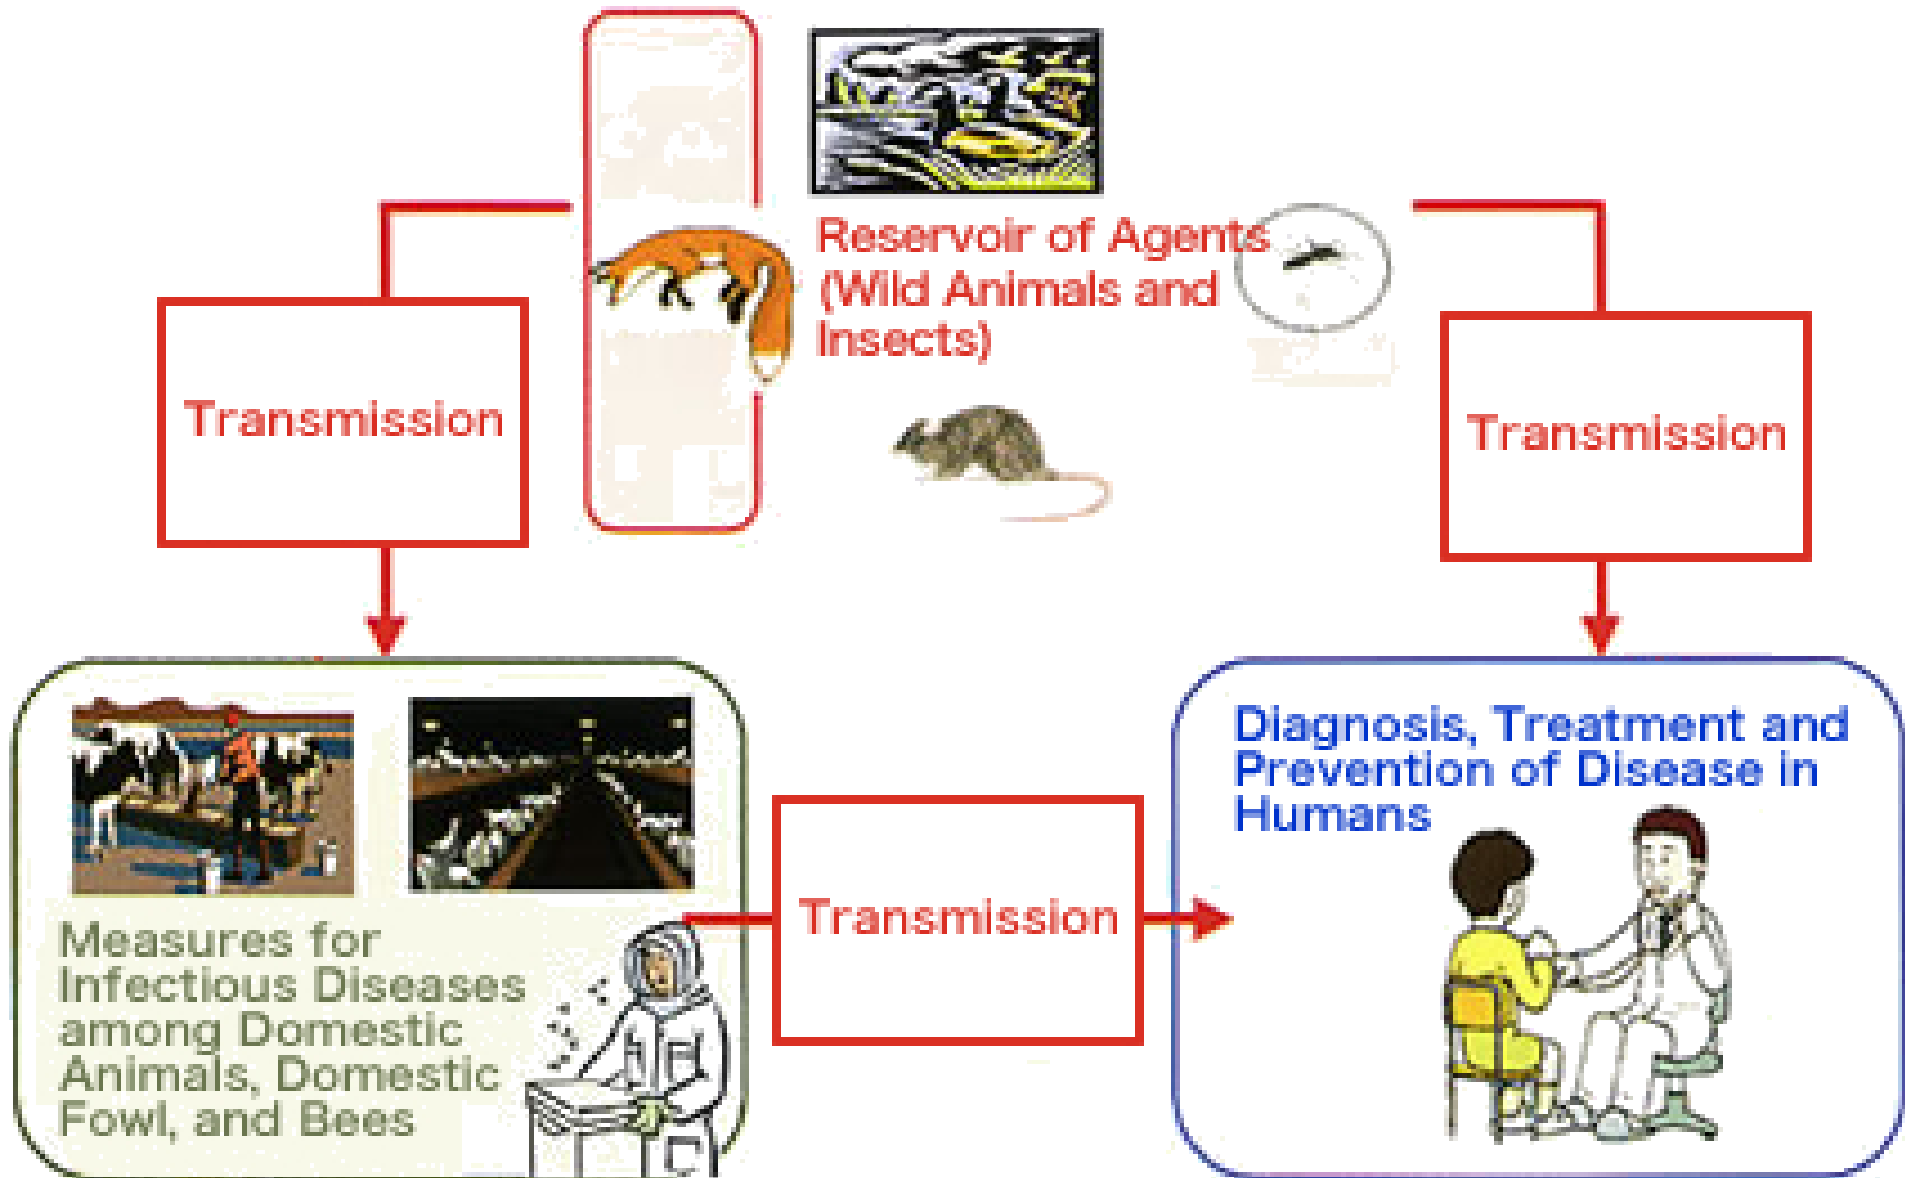 Reservoir of Agents
(Wild Animals and
Insects)
Transmission
Transmission
Diagnosis, Treatment and
Prevention of Disease in
Humans
Transmission
Measures for
Infectious Diseases
among Domestic
Animals, Domestic
Fowl, and Bees